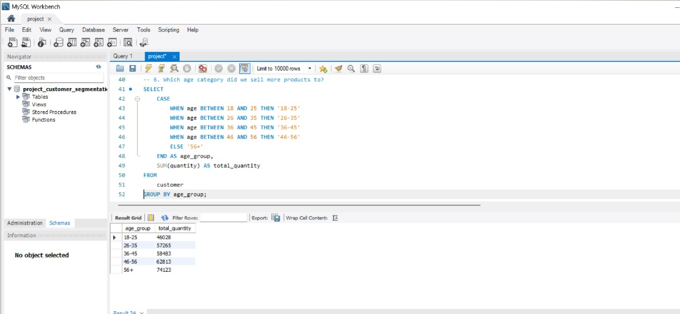 MySQL Workbench
project
File Edit View Query Database Server Tools Scripting Help
Navigator
SCHEMAS
Filter objects
project_customer_segmentati
Tables
Views
Stored Procedures
Functions
Administration Schemas
Information
No object selected
Query 1 project*
Limit to 10000 rows
40 -- 6. Which age category did we sell more products to?
41 SELECT
42 CASE
43 WHEN age BETWEEN 18 AND 25 THEN '18-25'
44 WHEN age BETWEEN 26 AND 35 THEN '26-35'
45 WHEN age BETWEEN 36 AND 45 THEN '36-45'
46 WHEN age BETWEEN 46 AND 56 THEN '46-56'
47 ELSE '56+'
48 END AS age_group,
49 SUM(quantity) AS total_quantity
50 FROM
51 customer
52 GROUP BY age_group;
Result Grid Filter Rows: Export: Wrap Cell Content:
age_group total_quantity
18-25 46028
26-35 57265
36-45 58483
46-56 62813
56+ 74123